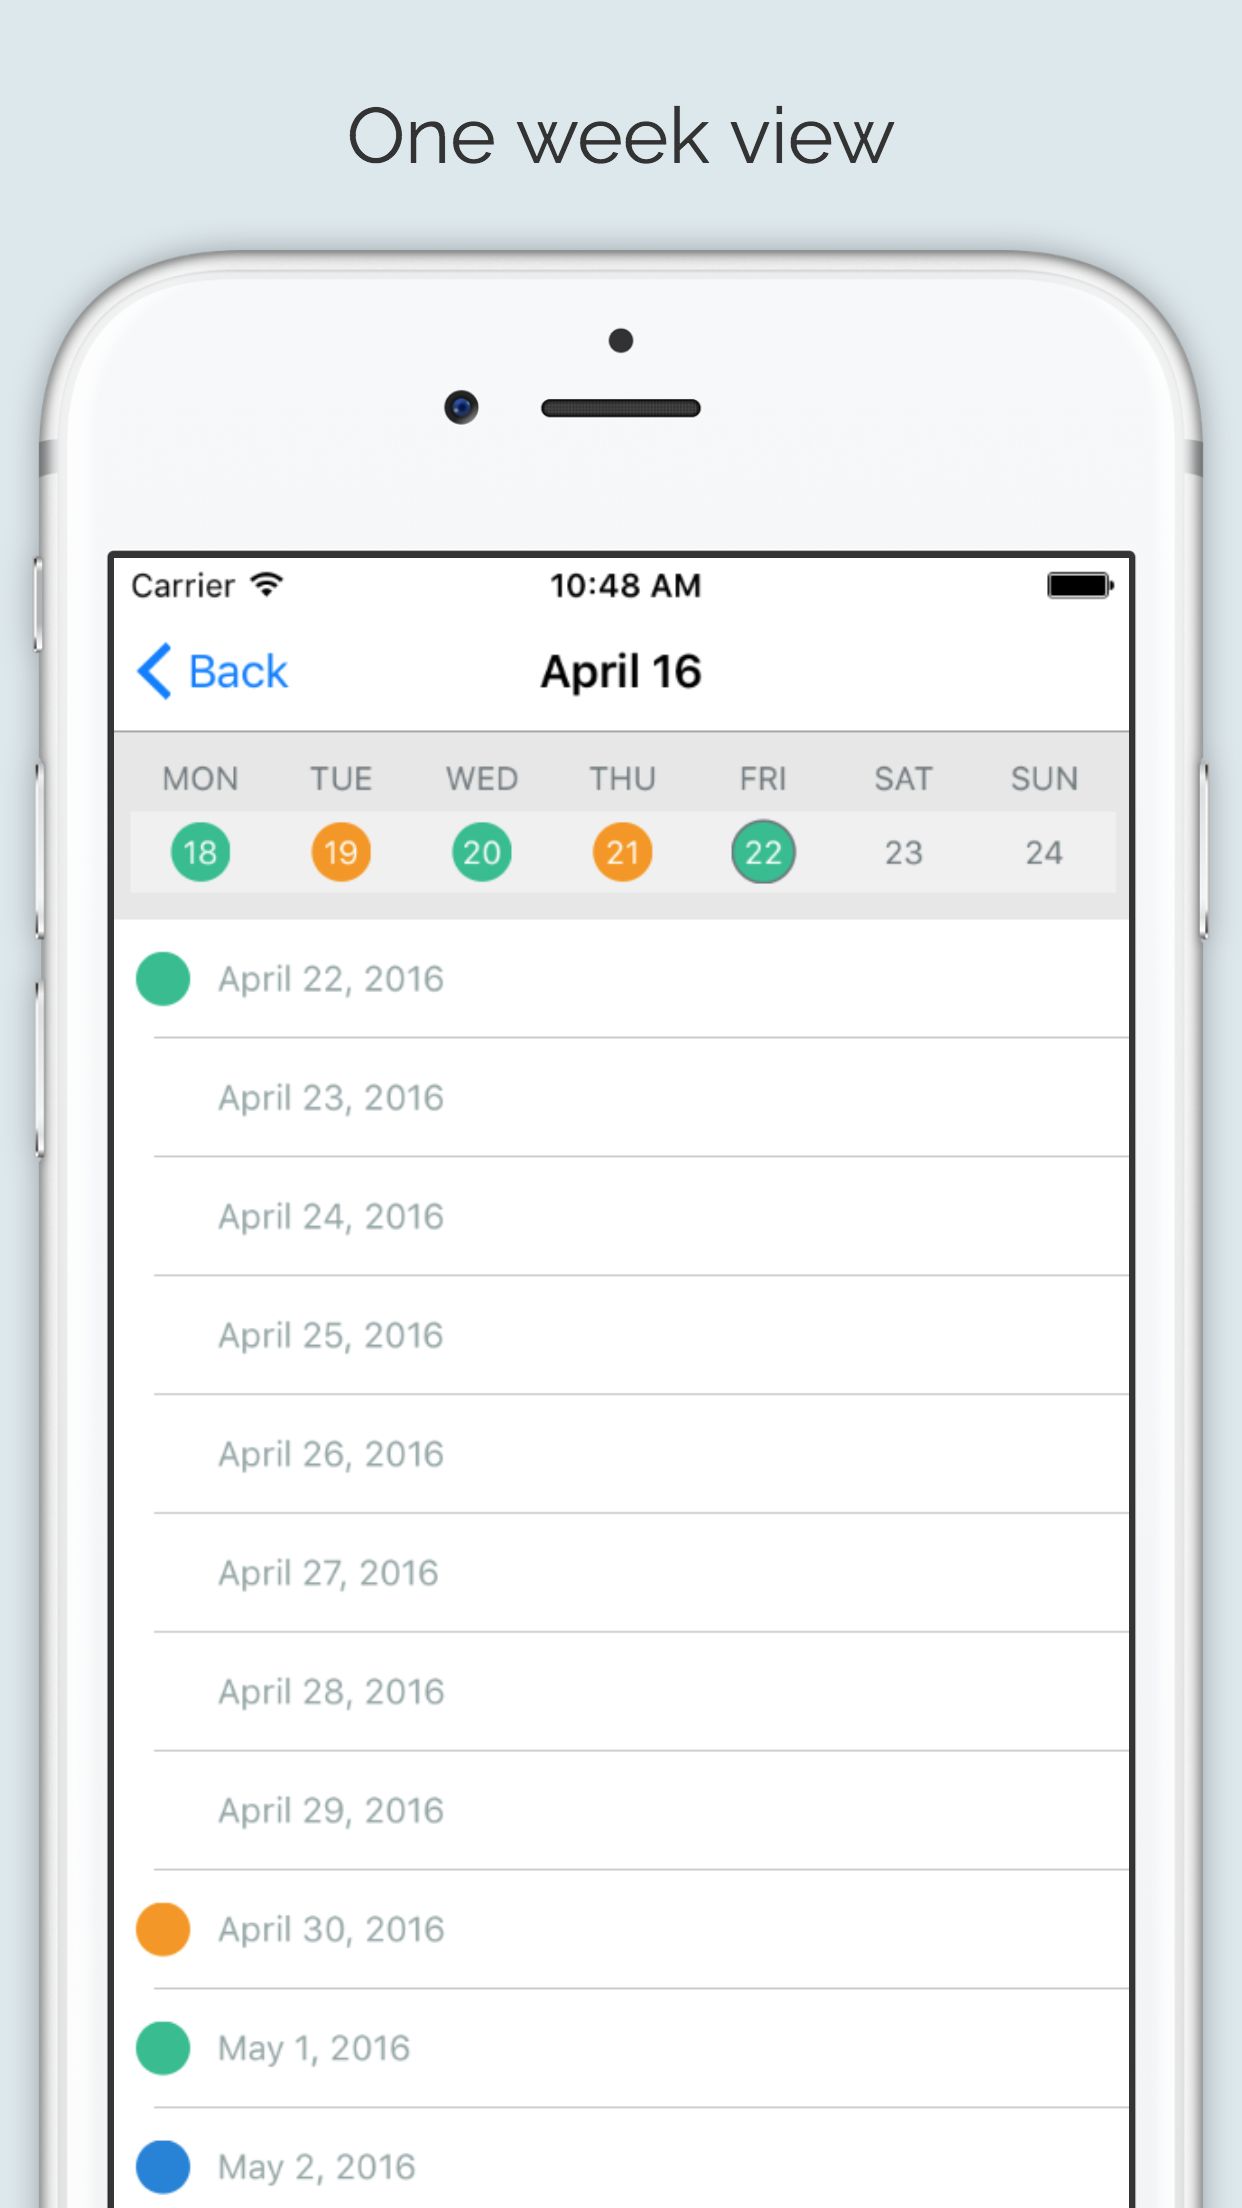 One week view
Carrier 10:48 AM
Back April 16
MON TUE WED THU FRI SAT SUN
18 19 20 21 22 23 24
April 22, 2016
April 23, 2016
April 24, 2016
April 25, 2016
April 26, 2016
April 27, 2016
April 28, 2016
April 29, 2016
April 30, 2016
May 1, 2016
May 2, 2016